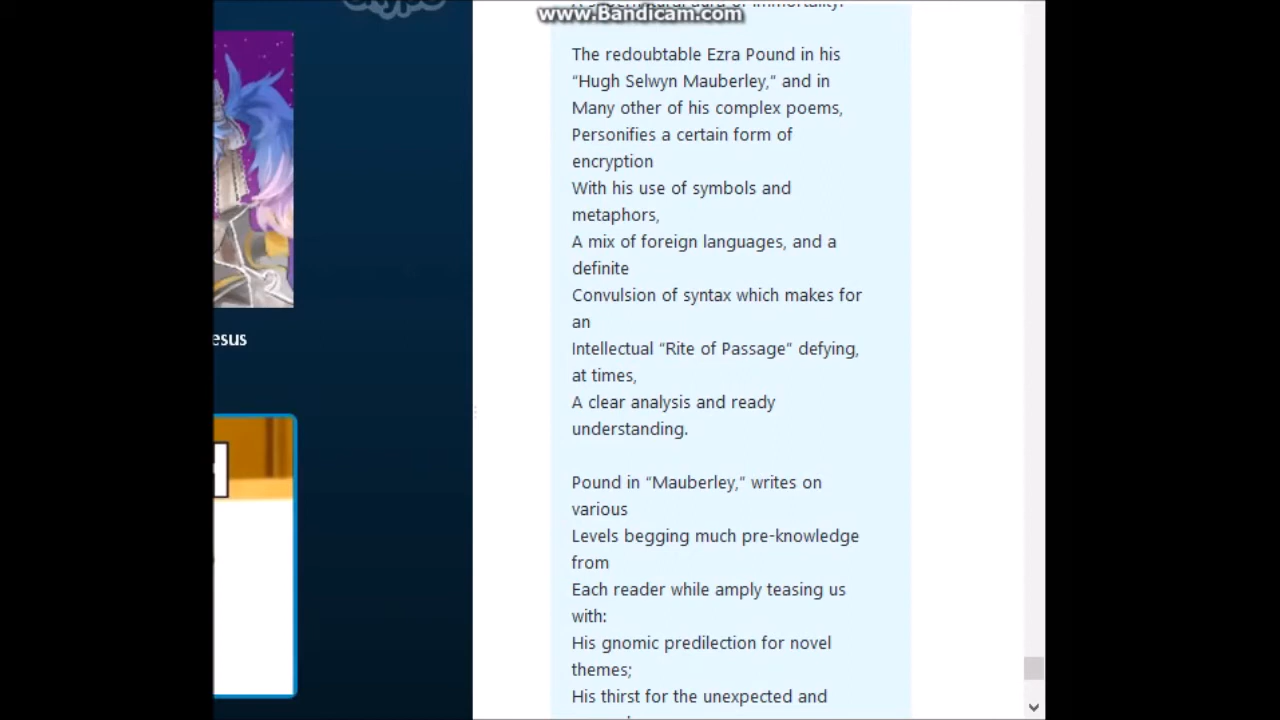 www.Bandicam.com
The redoubtable Ezra Pound in his
“Hugh Selwyn Mauberley,” and in
Many other of his complex poems,
Personifies a certain form of
encryption
With his use of symbols and
metaphors,
A mix of foreign languages, and a
definite
Convulsion of syntax which makes for
an
Intellectual “Rite of Passage” defying,
at times,
A clear analysis and ready
understanding.
Pound in “Mauberley,” writes on
various
Levels begging much pre-knowledge
from
Each reader while amply teasing us
with:
His gnomic predilection for novel
themes;
His thirst for the unexpected and
esus